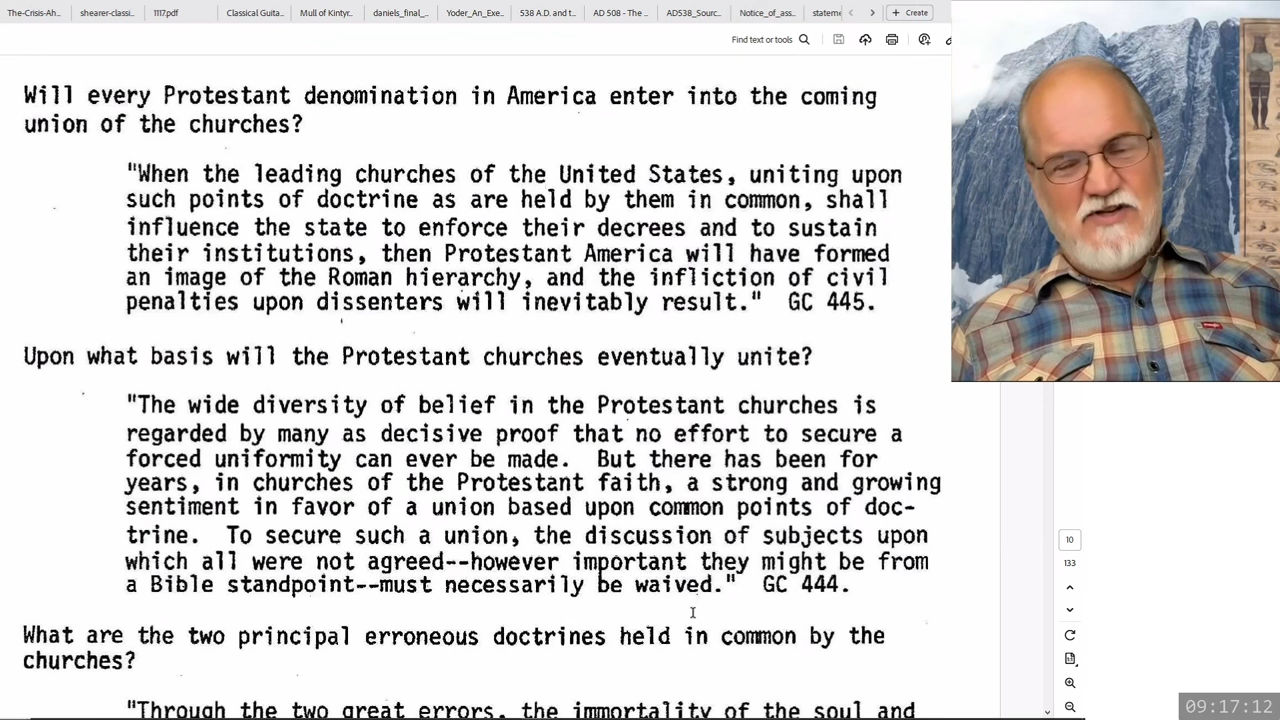 The-Crisis-Ah...
shearer-classi...
1117.pdf
Classical Guita...
Mull of Kintyr...
daniels_final_...
Yoder_An_Exe...
538 A.D. and t...
AD 508 - The ...
AD538_Sourc...
Notice_of_ass...
stateme
+ Create
Find text or tools
Will every Protestant denomination in America enter into the coming
union of the churches?
"When the leading churches of the United States, uniting upon
such points of doctrine as are held by them in common, shall
influence the state to enforce their decrees and to sustain
their institutions, then Protestant America will have formed
an image of the Roman hierarchy, and the infliction of civil
penalties upon dissenters will inevitably result." GC 445.
Upon what basis will the Protestant churches eventually unite?
"The wide diversity of belief in the Protestant churches is
regarded by many as decisive proof that no effort to secure a
forced uniformity can ever be made. But there has been for
years, in churches of the Protestant faith, a strong and growing
sentiment in favor of a union based upon common points of doc-
trine. To secure such a union, the discussion of subjects upon
which all were not agreed--however important they might be from
a Bible standpoint--must necessarily be waived." GC 444.
What are the two principal erroneous doctrines held in common by the
churches?
"Through the two great errors, the immortality of the soul and
10
133
09:17:12